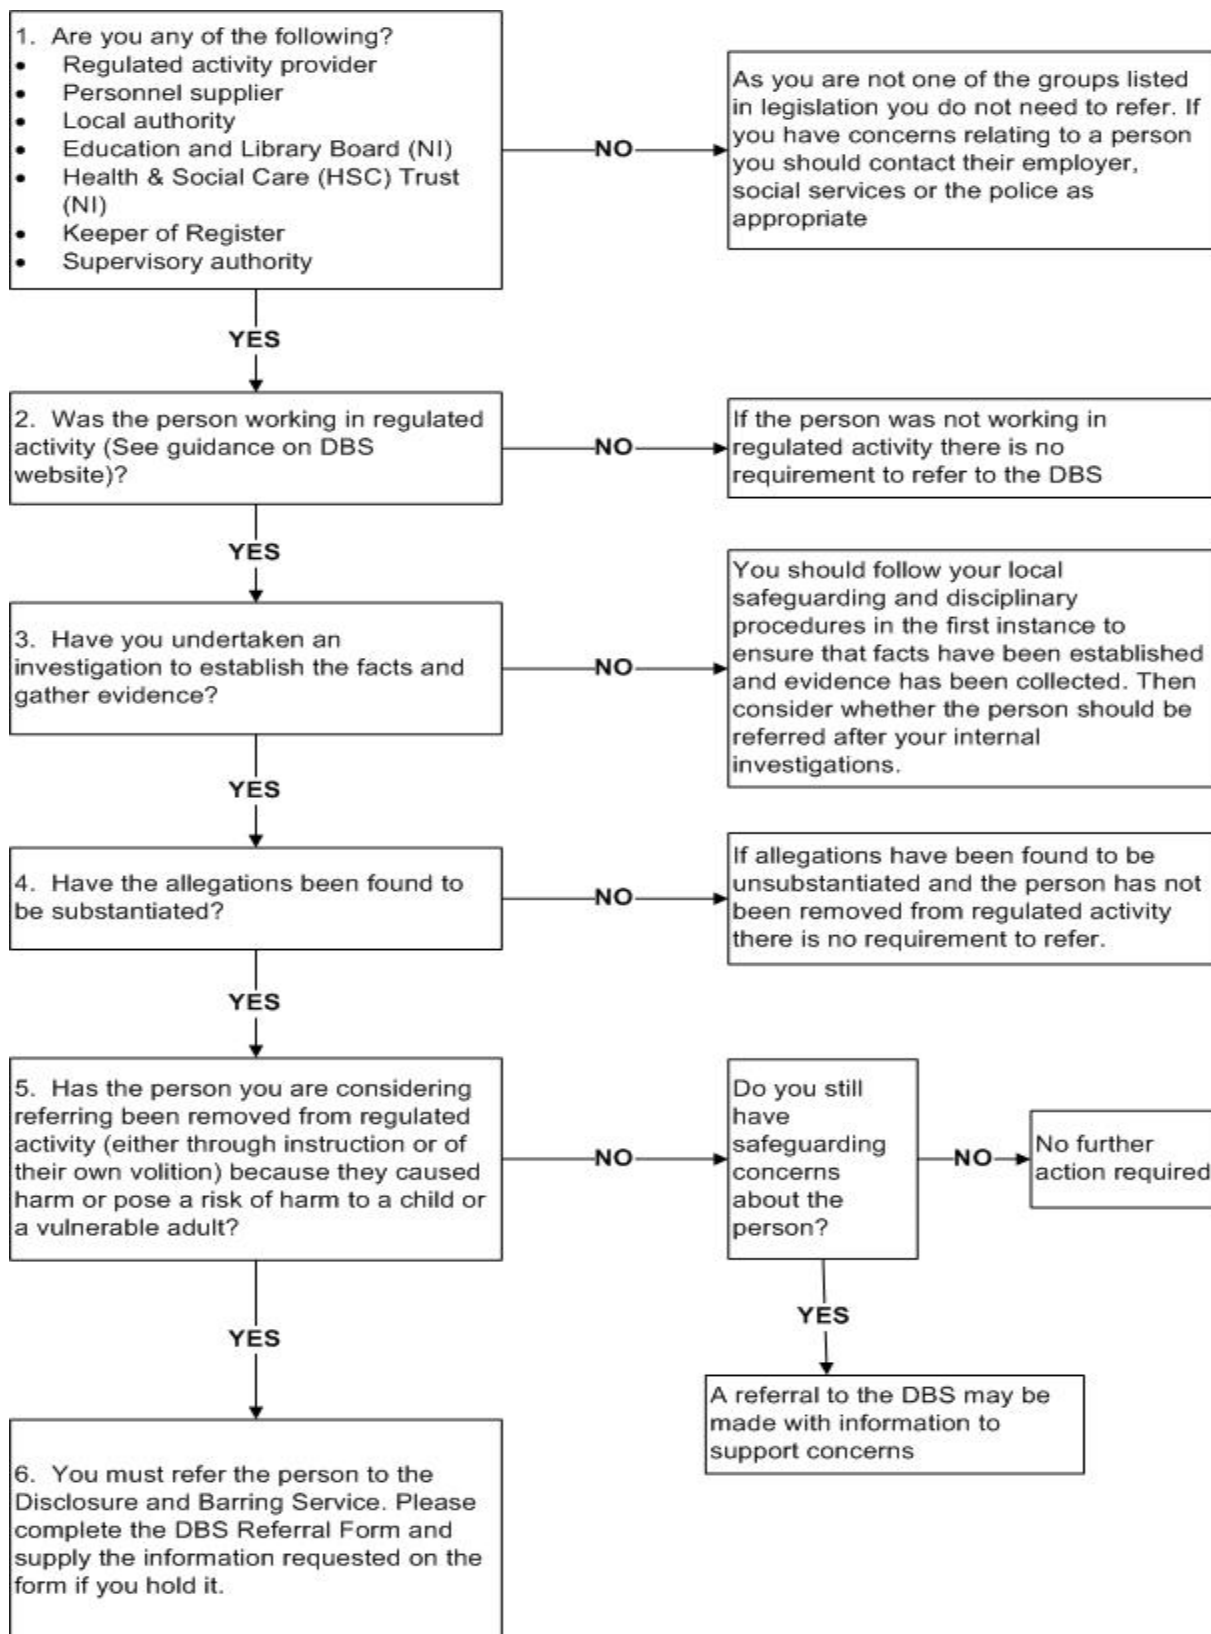 1. Are you any of the following?
• Regulated activity provider
• Personnel supplier
• Local authority
• Education and Library Board (NI)
• Health & Social Care (HSC) Trust
(NI)
• Keeper of Register
• Supervisory authority
NO
As you are not one of the groups listed
in legislation you do not need to refer. If
you have concerns relating to a person
you should contact their employer,
social services or the police as
appropriate
YES
2. Was the person working in regulated
activity (See guidance on DBS
website)?
NO
If the person was not working in
regulated activity there is no
requirement to refer to the DBS
YES
3. Have you undertaken an
investigation to establish the facts and
gather evidence?
NO
You should follow your local
safeguarding and disciplinary
procedures in the first instance to
ensure that facts have been established
and evidence has been collected. Then
consider whether the person should be
referred after your internal
investigations.
YES
4. Have the allegations been found to
be substantiated?
NO
If allegations have been found to be
unsubstantiated and the person has not
been removed from regulated activity
there is no requirement to refer.
YES
5. Has the person you are considering
referring been removed from regulated
activity (either through instruction or of
their own volition) because they caused
harm or pose a risk of harm to a child or
a vulnerable adult?
NO
Do you still
have
safeguarding
concerns
about the
person?
NO
No further
action required
YES
A referral to the DBS may be
made with information to
support concerns
YES
6. You must refer the person to the
Disclosure and Barring Service. Please
complete the DBS Referral Form and
supply the information requested on the
form if you hold it.